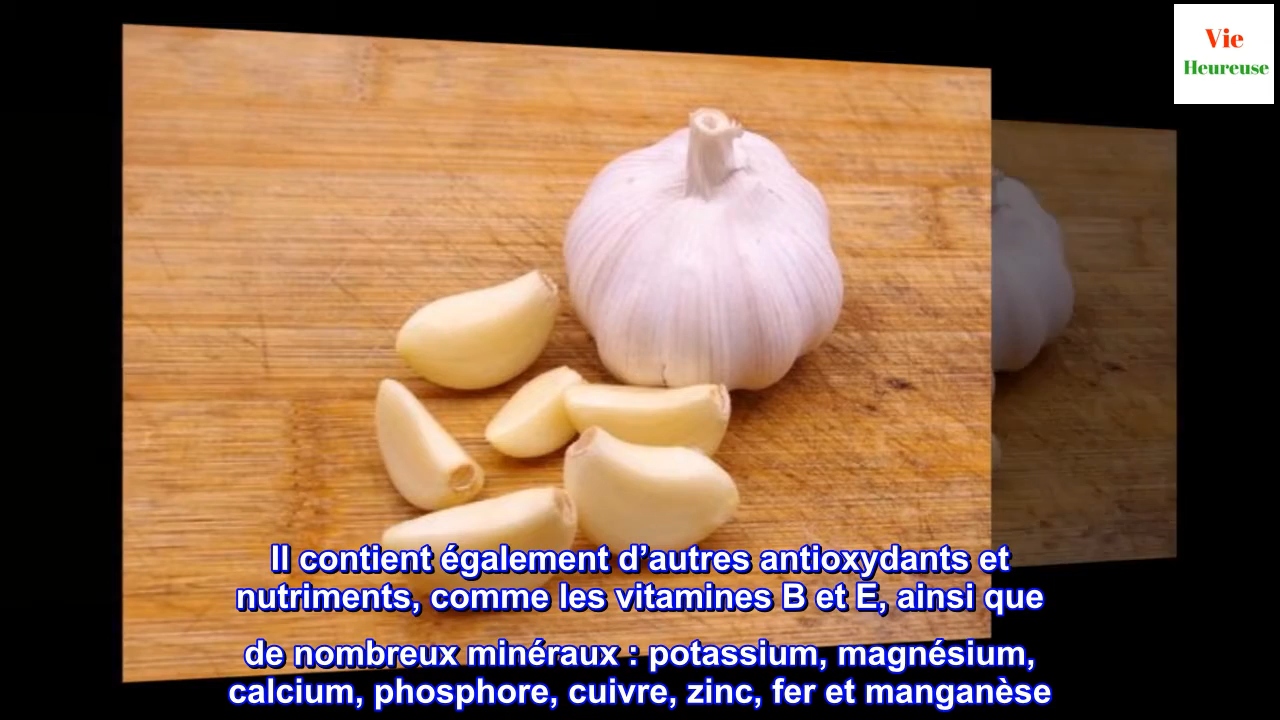 Vie
Heureuse
Il contient également d’autres antioxydants et
nutriments, comme les vitamines B et E, ainsi que
de nombreux minéraux : potassium, magnésium,
calcium, phosphore, cuivre, zinc, fer et manganèse